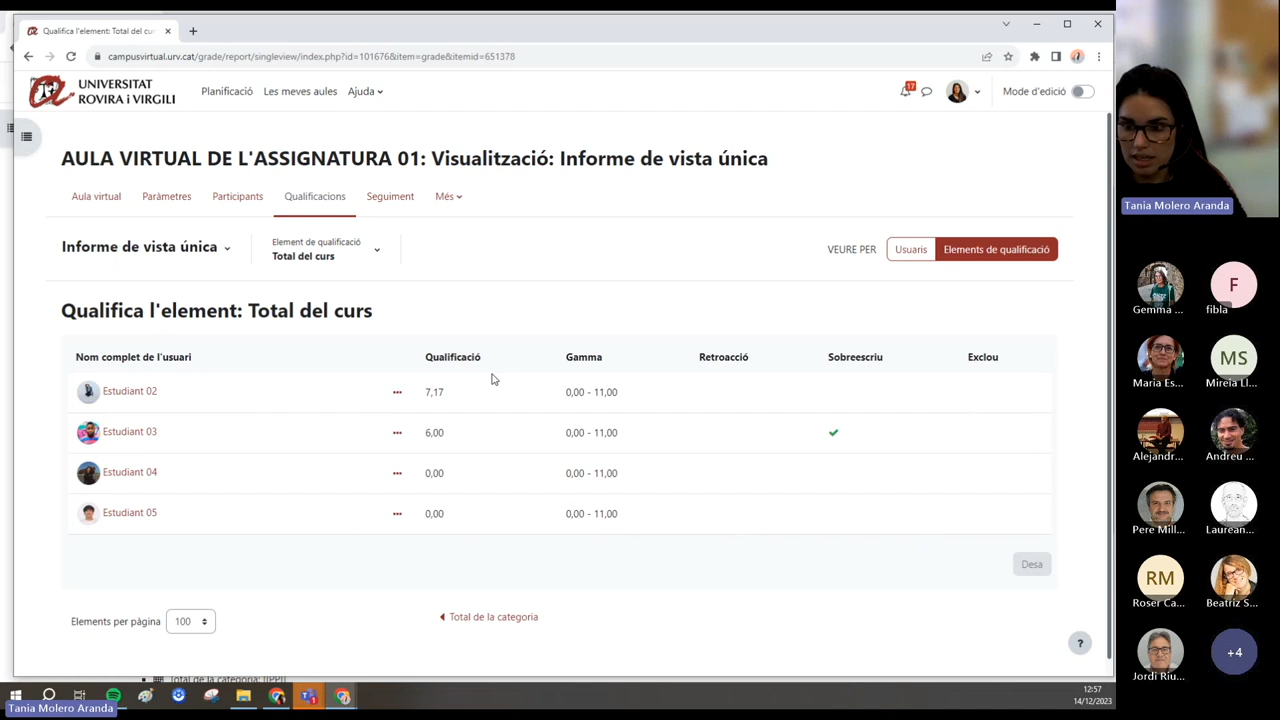 Qualifica l'element: Total del cur
campusvirtual.urv.cat/grade/report/singleview/index.php?id=101676&item=grade&itemid=651378
UNIVERSITAT
ROVIRA i VIRGILI
Planificació
Les meves aules
Ajuda
17
Mode d'edició
AULA VIRTUAL DE L'ASSIGNATURA 01: Visualització: Informe de vista única
Aula virtual
Paràmetres
Participants
Qualificacions
Seguiment
Més
Informe de vista única
Element de qualificació
Total del curs
VEURE PER
Usuaris
Elements de qualificació
Qualifica l'element: Total del curs
Nom complet de l'usuari Qualificació Gamma Retroacció Sobreescriu Exclou
Estudiant 02 ••• 7,17 0,00 - 11,00
Estudiant 03 ••• 6,00 0,00 - 11,00
Estudiant 04 ••• 0,00 0,00 - 11,00
Estudiant 05 ••• 0,00 0,00 - 11,00
Desa
Elements per pàgina 100
Total de la categoria
?
Total de la categoria:
12:57
14/12/2023
Tania Molero Aranda
Tania Molero Aranda
Gemma ...
F
fibla
Maria Es...
MS
Mireia Ll...
Alejandr...
Andreu ...
Pere Mill...
Laurean...
RM
Roser Ca...
Beatriz S...
Jordi Riu...
+4